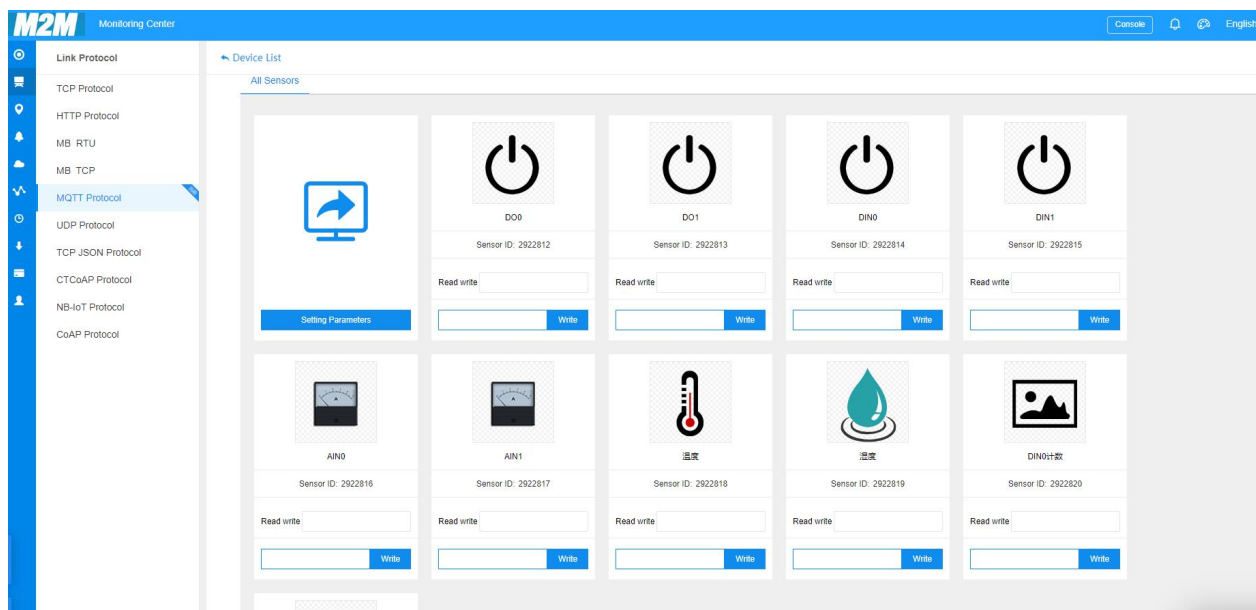 M2M Monitoring Center Console English
Link Protocol
TCP Protocol
HTTP Protocol
MB RTU
MB TCP
MQTT Protocol
UDP Protocol
TCP JSON Protocol
CTCoAP Protocol
NB-IoT Protocol
CoAP Protocol
Device List
All Sensors
Setting Parameters
DO0
Sensor ID: 2922812
Read write
Write
DO1
Sensor ID: 2922813
Read write
Write
DIN0
Sensor ID: 2922814
Read write
Write
DIN1
Sensor ID: 2922815
Read write
Write
A
AIN0
Sensor ID: 2922816
Read write
Write
A
AIN1
Sensor ID: 2922817
Read write
Write
温度
Sensor ID: 2922818
Read write
Write
湿度
Sensor ID: 2922819
Read write
Write
DIN0计数
Sensor ID: 2922820
Read write
Write